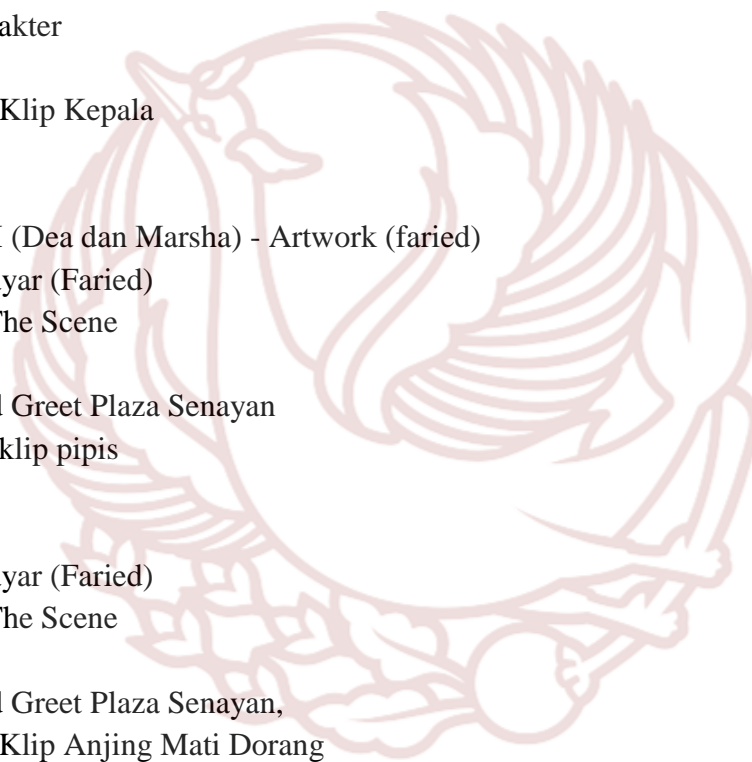 akter
Klip Kepala
(Dea dan Marsha) - Artwork (faried)
yar (Faried)
The Scene
Greet Plaza Senayan
klip pipis
yar (Faried)
The Scene
Greet Plaza Senayan,
Klip Anjing Mati Dorang